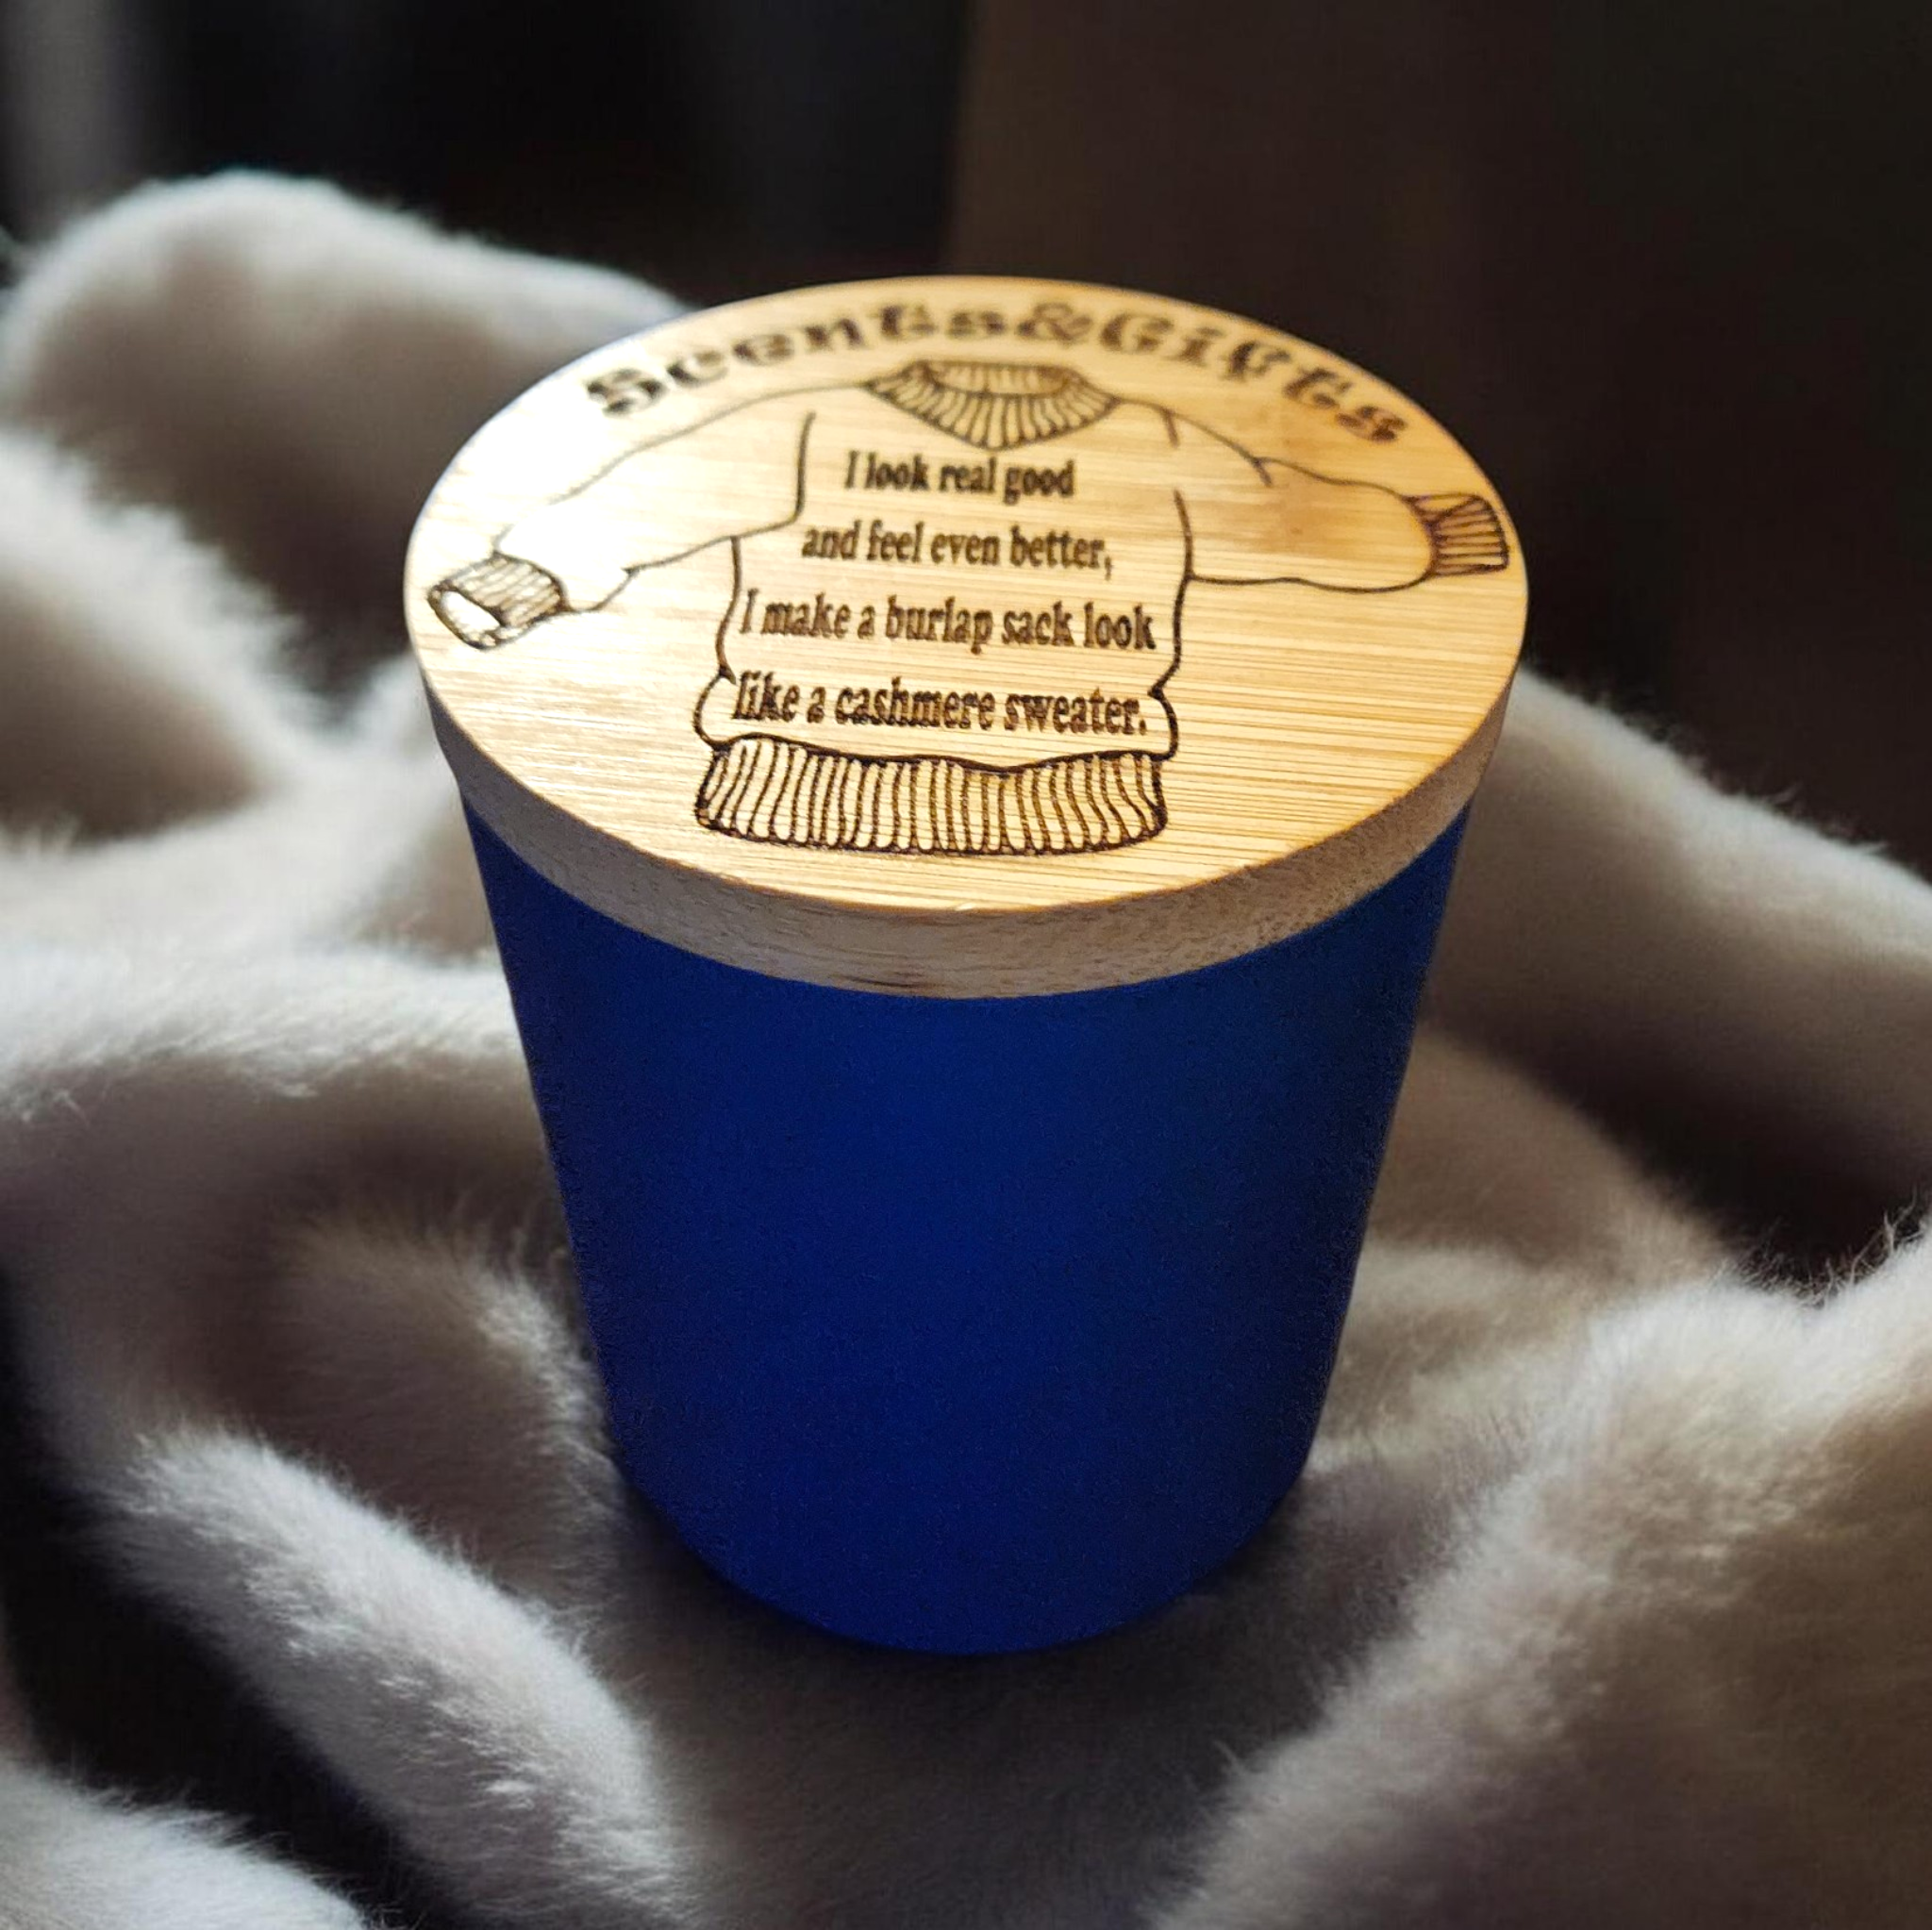 Scents&Gifts
I look real good
and feel even better,
I make a burlap sack look
like a cashmere sweater.